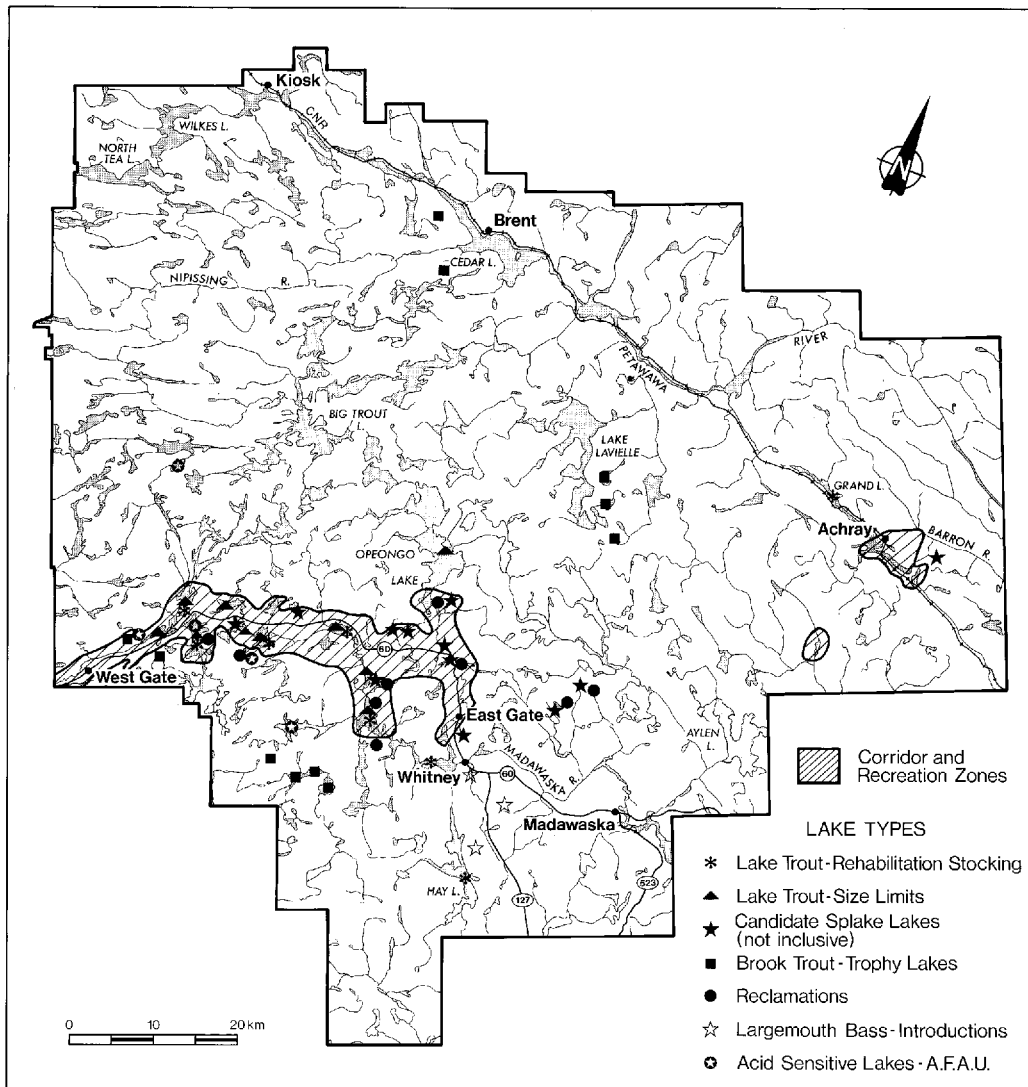 Kiosk
CNR
WILKES L.
NORTH
TEA L.
N
Brent
CEDAR L.
NIPISSING R.
PETAWAWA
RIVER
BIG TROUT
L.
LAKE
LAVIELLE
GRAND L.
Achray
BARRON R.
OPEONGO
LAKE
60
West Gate
East Gate
AYLEN
L.
Whitney
MADAWASKA R.
60
Madawaska
HAY L.
127
523
Corridor and
Recreation Zones
LAKE TYPES
Lake Trout-Rehabilitation Stocking
Lake Trout-Size Limits
Candidate Splake Lakes
(not inclusive)
Brook Trout-Trophy Lakes
Reclamations
Largemouth Bass-Introductions
Acid Sensitive Lakes - A.F.A.U.
0 10 20 km